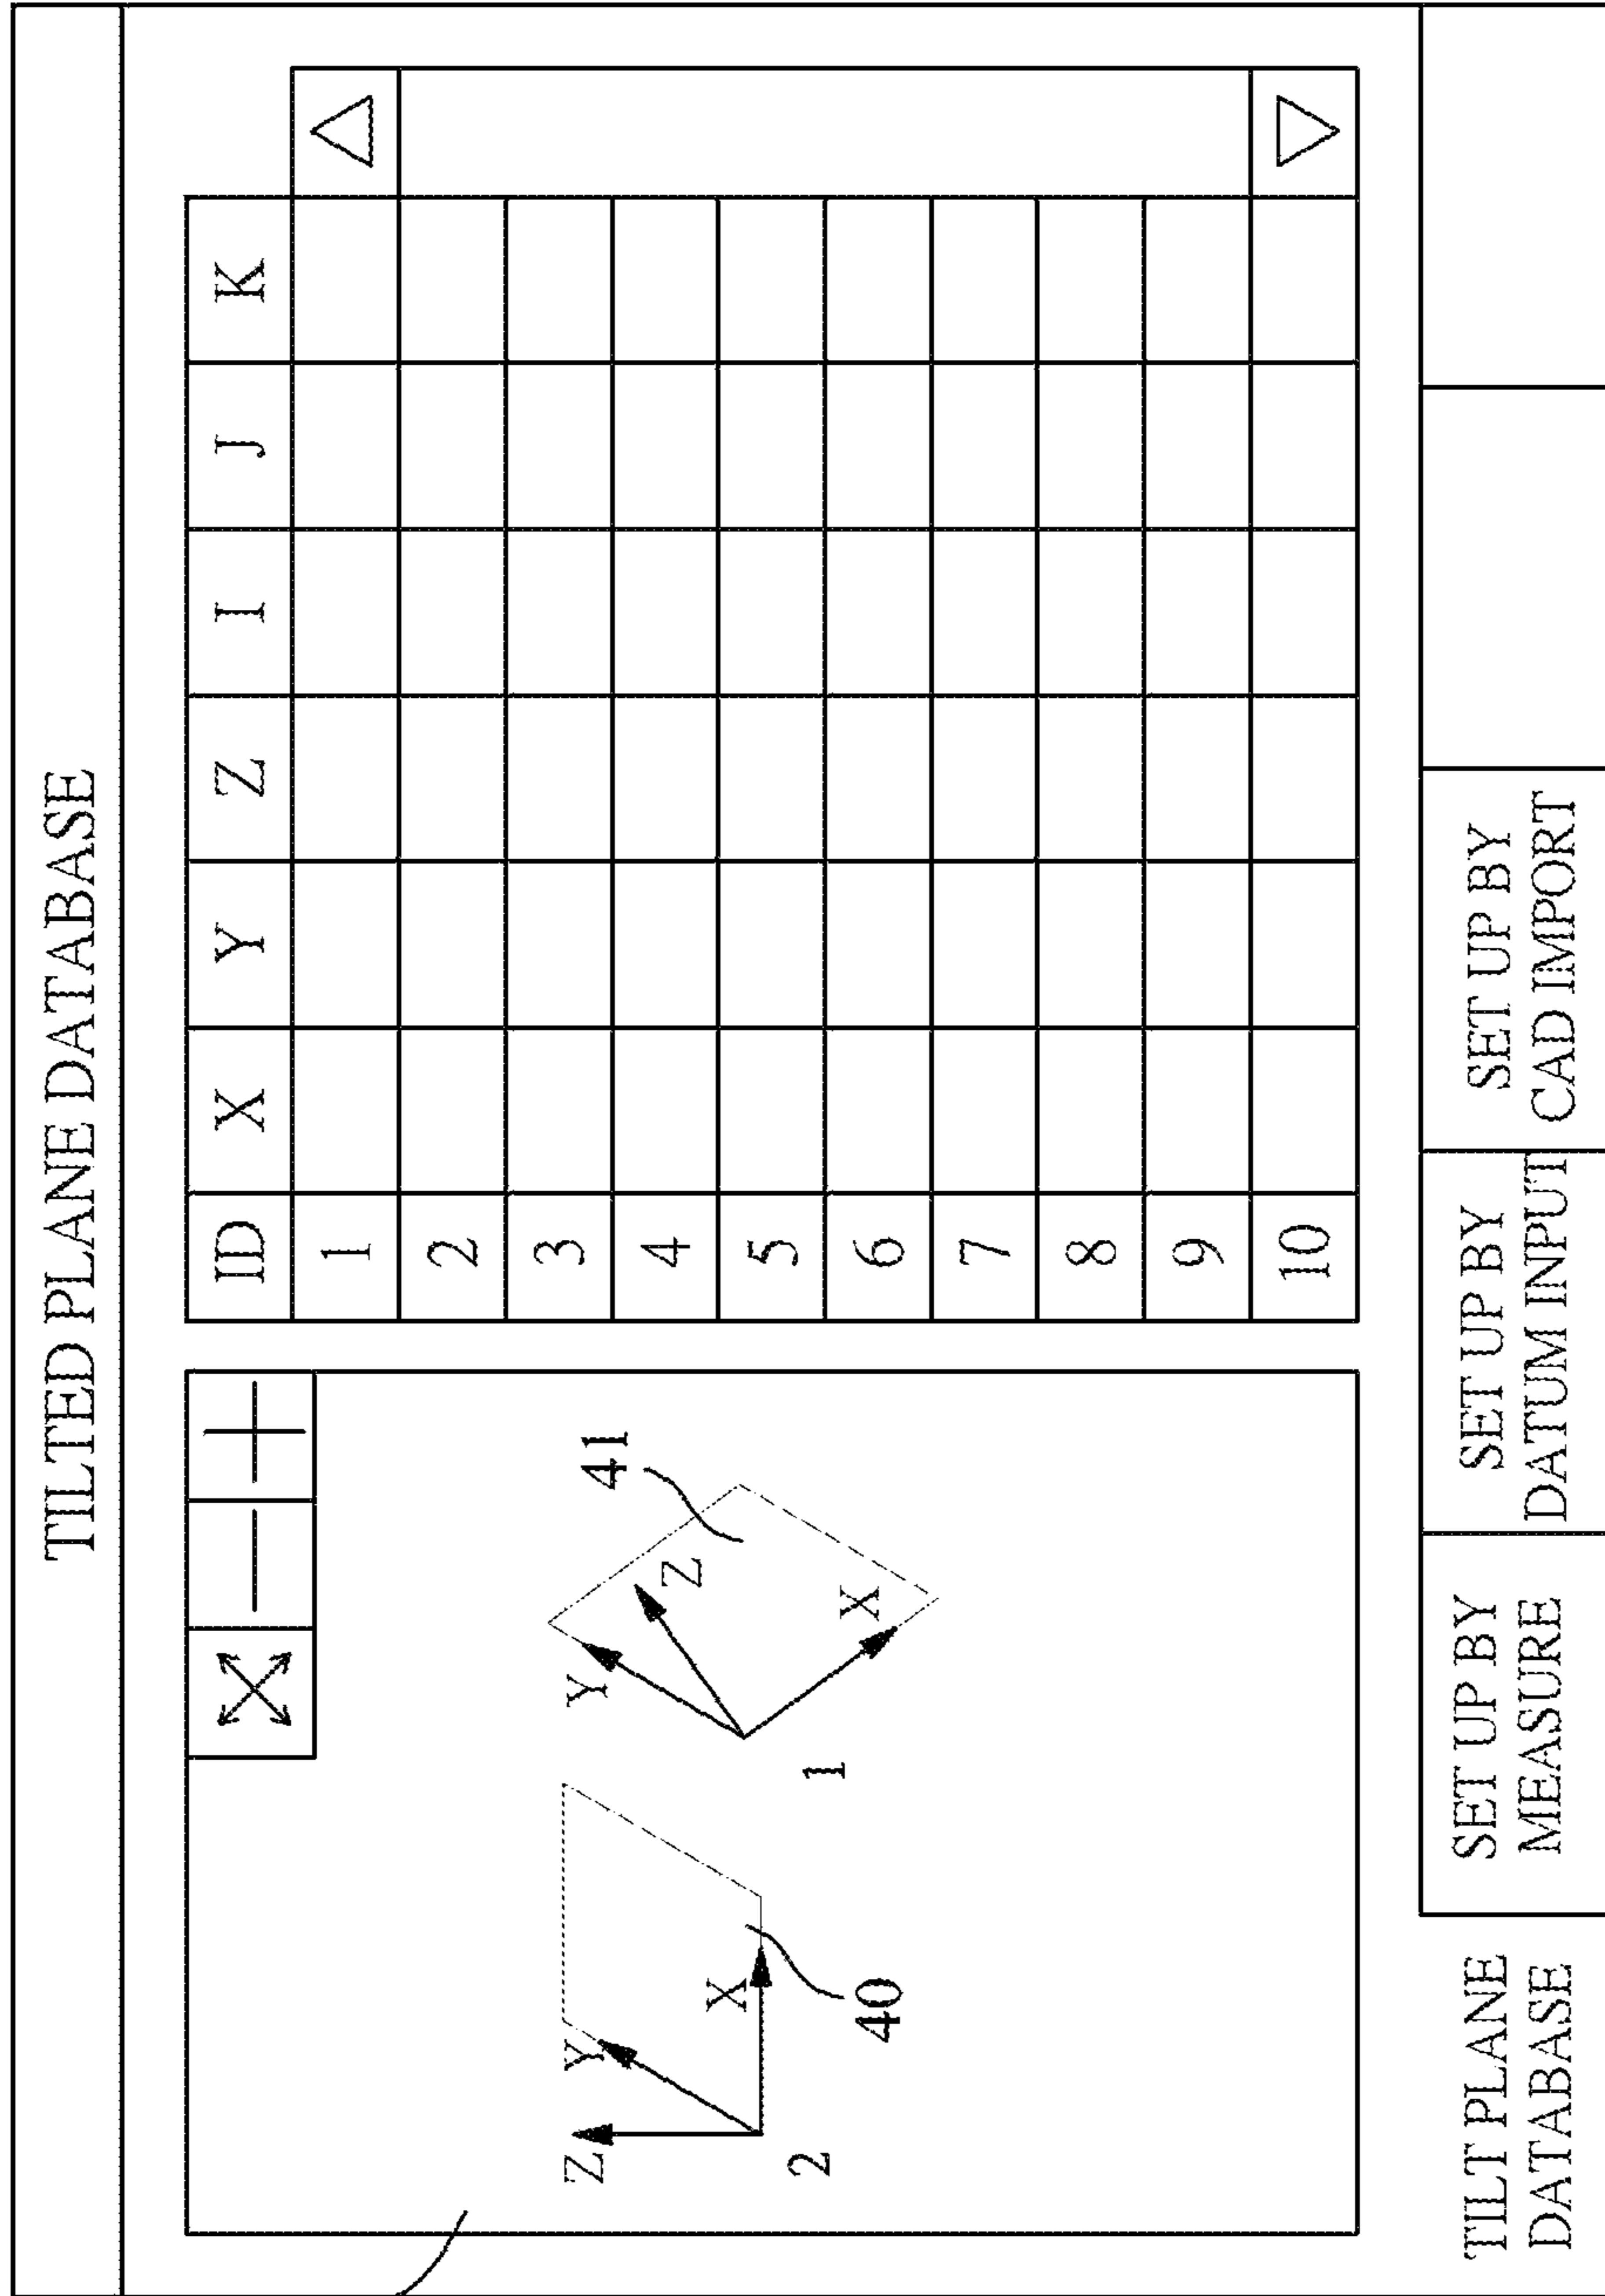 TILTED PLANE DATABASE
Z
Y
X
2
40
Y
Z
X
1
41
ID X Y Z I J K
1
2
3
4
5
6
7
8
9
10
TILT PLANE
DATABASE
SET UP BY
MEASURE
SET UP BY
DATUM INPUT
SET UP BY
CAD IMPORT